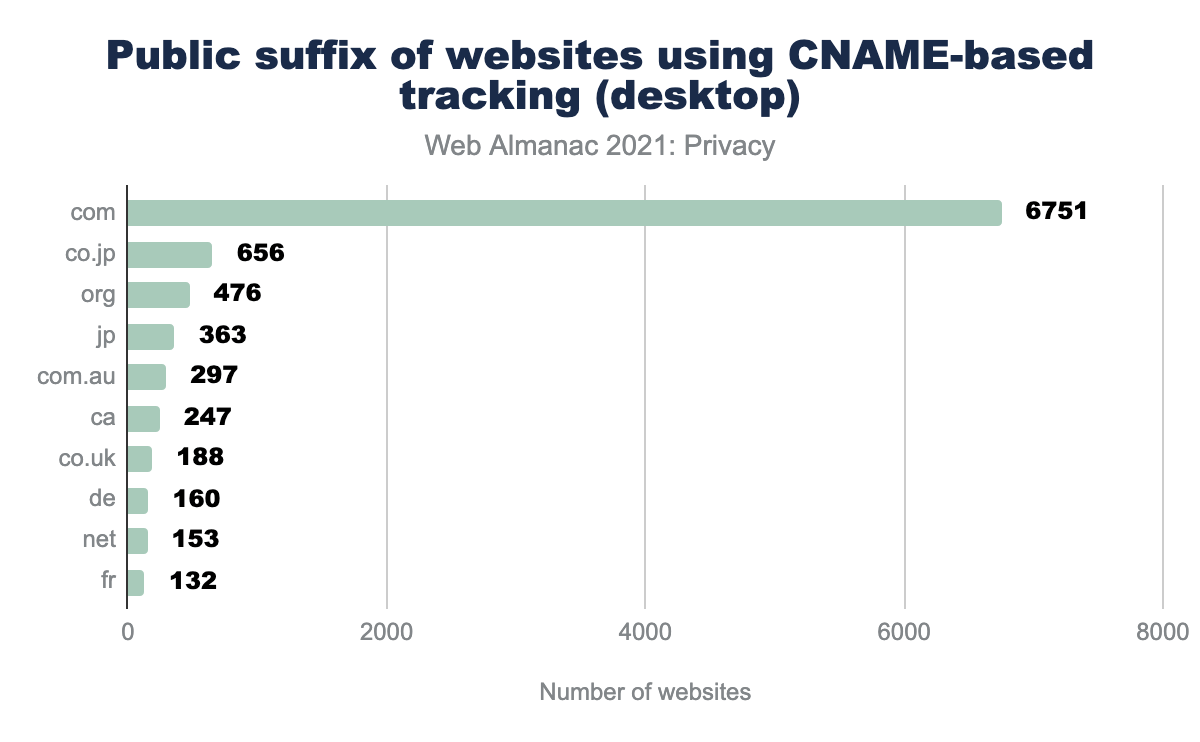 Public suffix of websites using CNAME-based
tracking (desktop)
Web Almanac 2021: Privacy
com 6751
co.jp 656
org 476
jp 363
com.au 297
ca 247
co.uk 188
de 160
net 153
fr 132
0 2000 4000 6000 8000
Number of websites